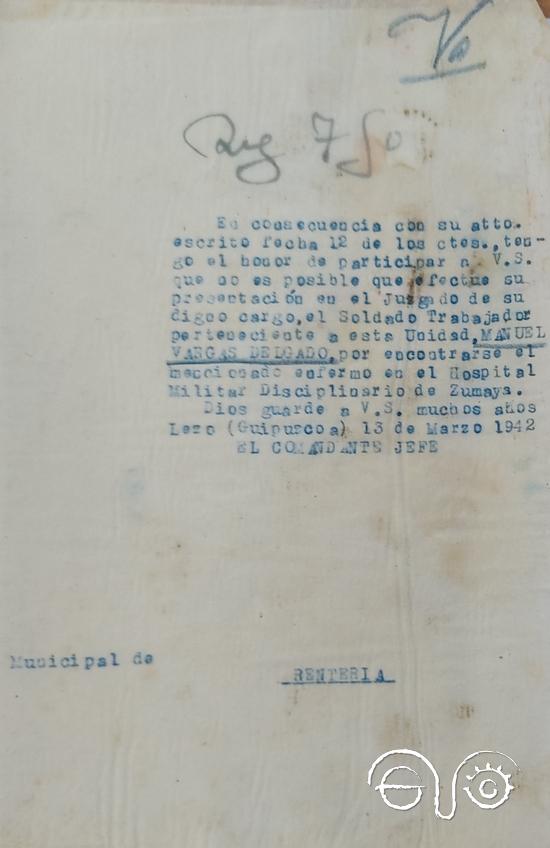 Reg 750
En consecuencia con su atto.
escrito fecha 12 de los ctes., ten-
go el honor de participar a V.S.
que no es posible que efectue su
presentación en el Juzgado de su
digno cargo,el Soldado Trabajador
perteneciente a esta Unidad,MANUEL
VARGAS DELGADO,por encontrarse el
mencionado enfermo en el Hospital
Militar Disciplinario de Zumaya.
Dios guarde a V.S. muchos años
Lezo (Guipuzcoa) 13 de Marzo 1942
EL COMANDANTE JEFE
Municipal de
RENTERIA